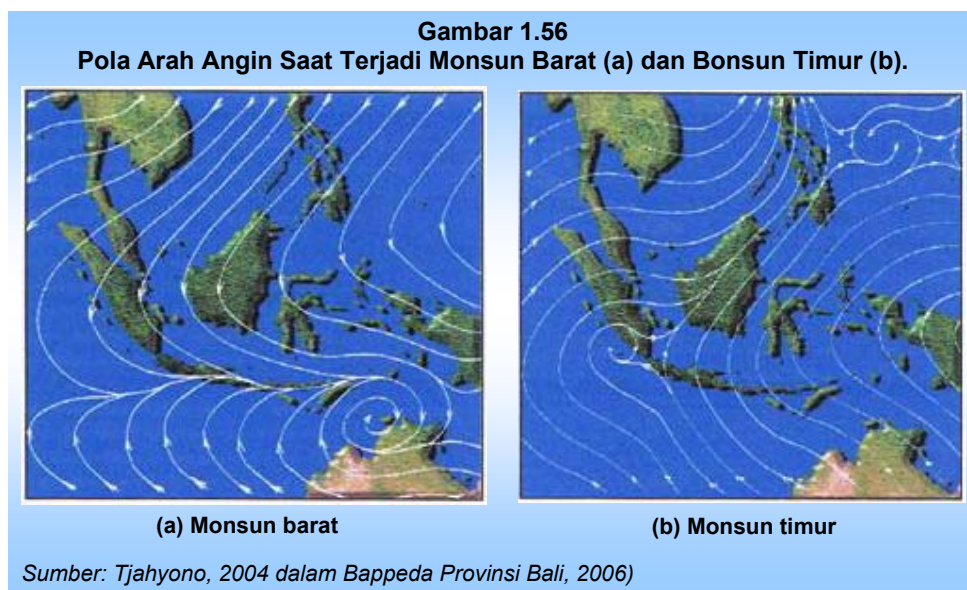 Gambar 1.56
Pola Arah Angin Saat Terjadi Monsun Barat (a) dan Bonsun Timur (b).
(a) Monsun barat
(b) Monsun timur
Sumber: Tjahyono, 2004 dalam Bappeda Provinsi Bali, 2006)